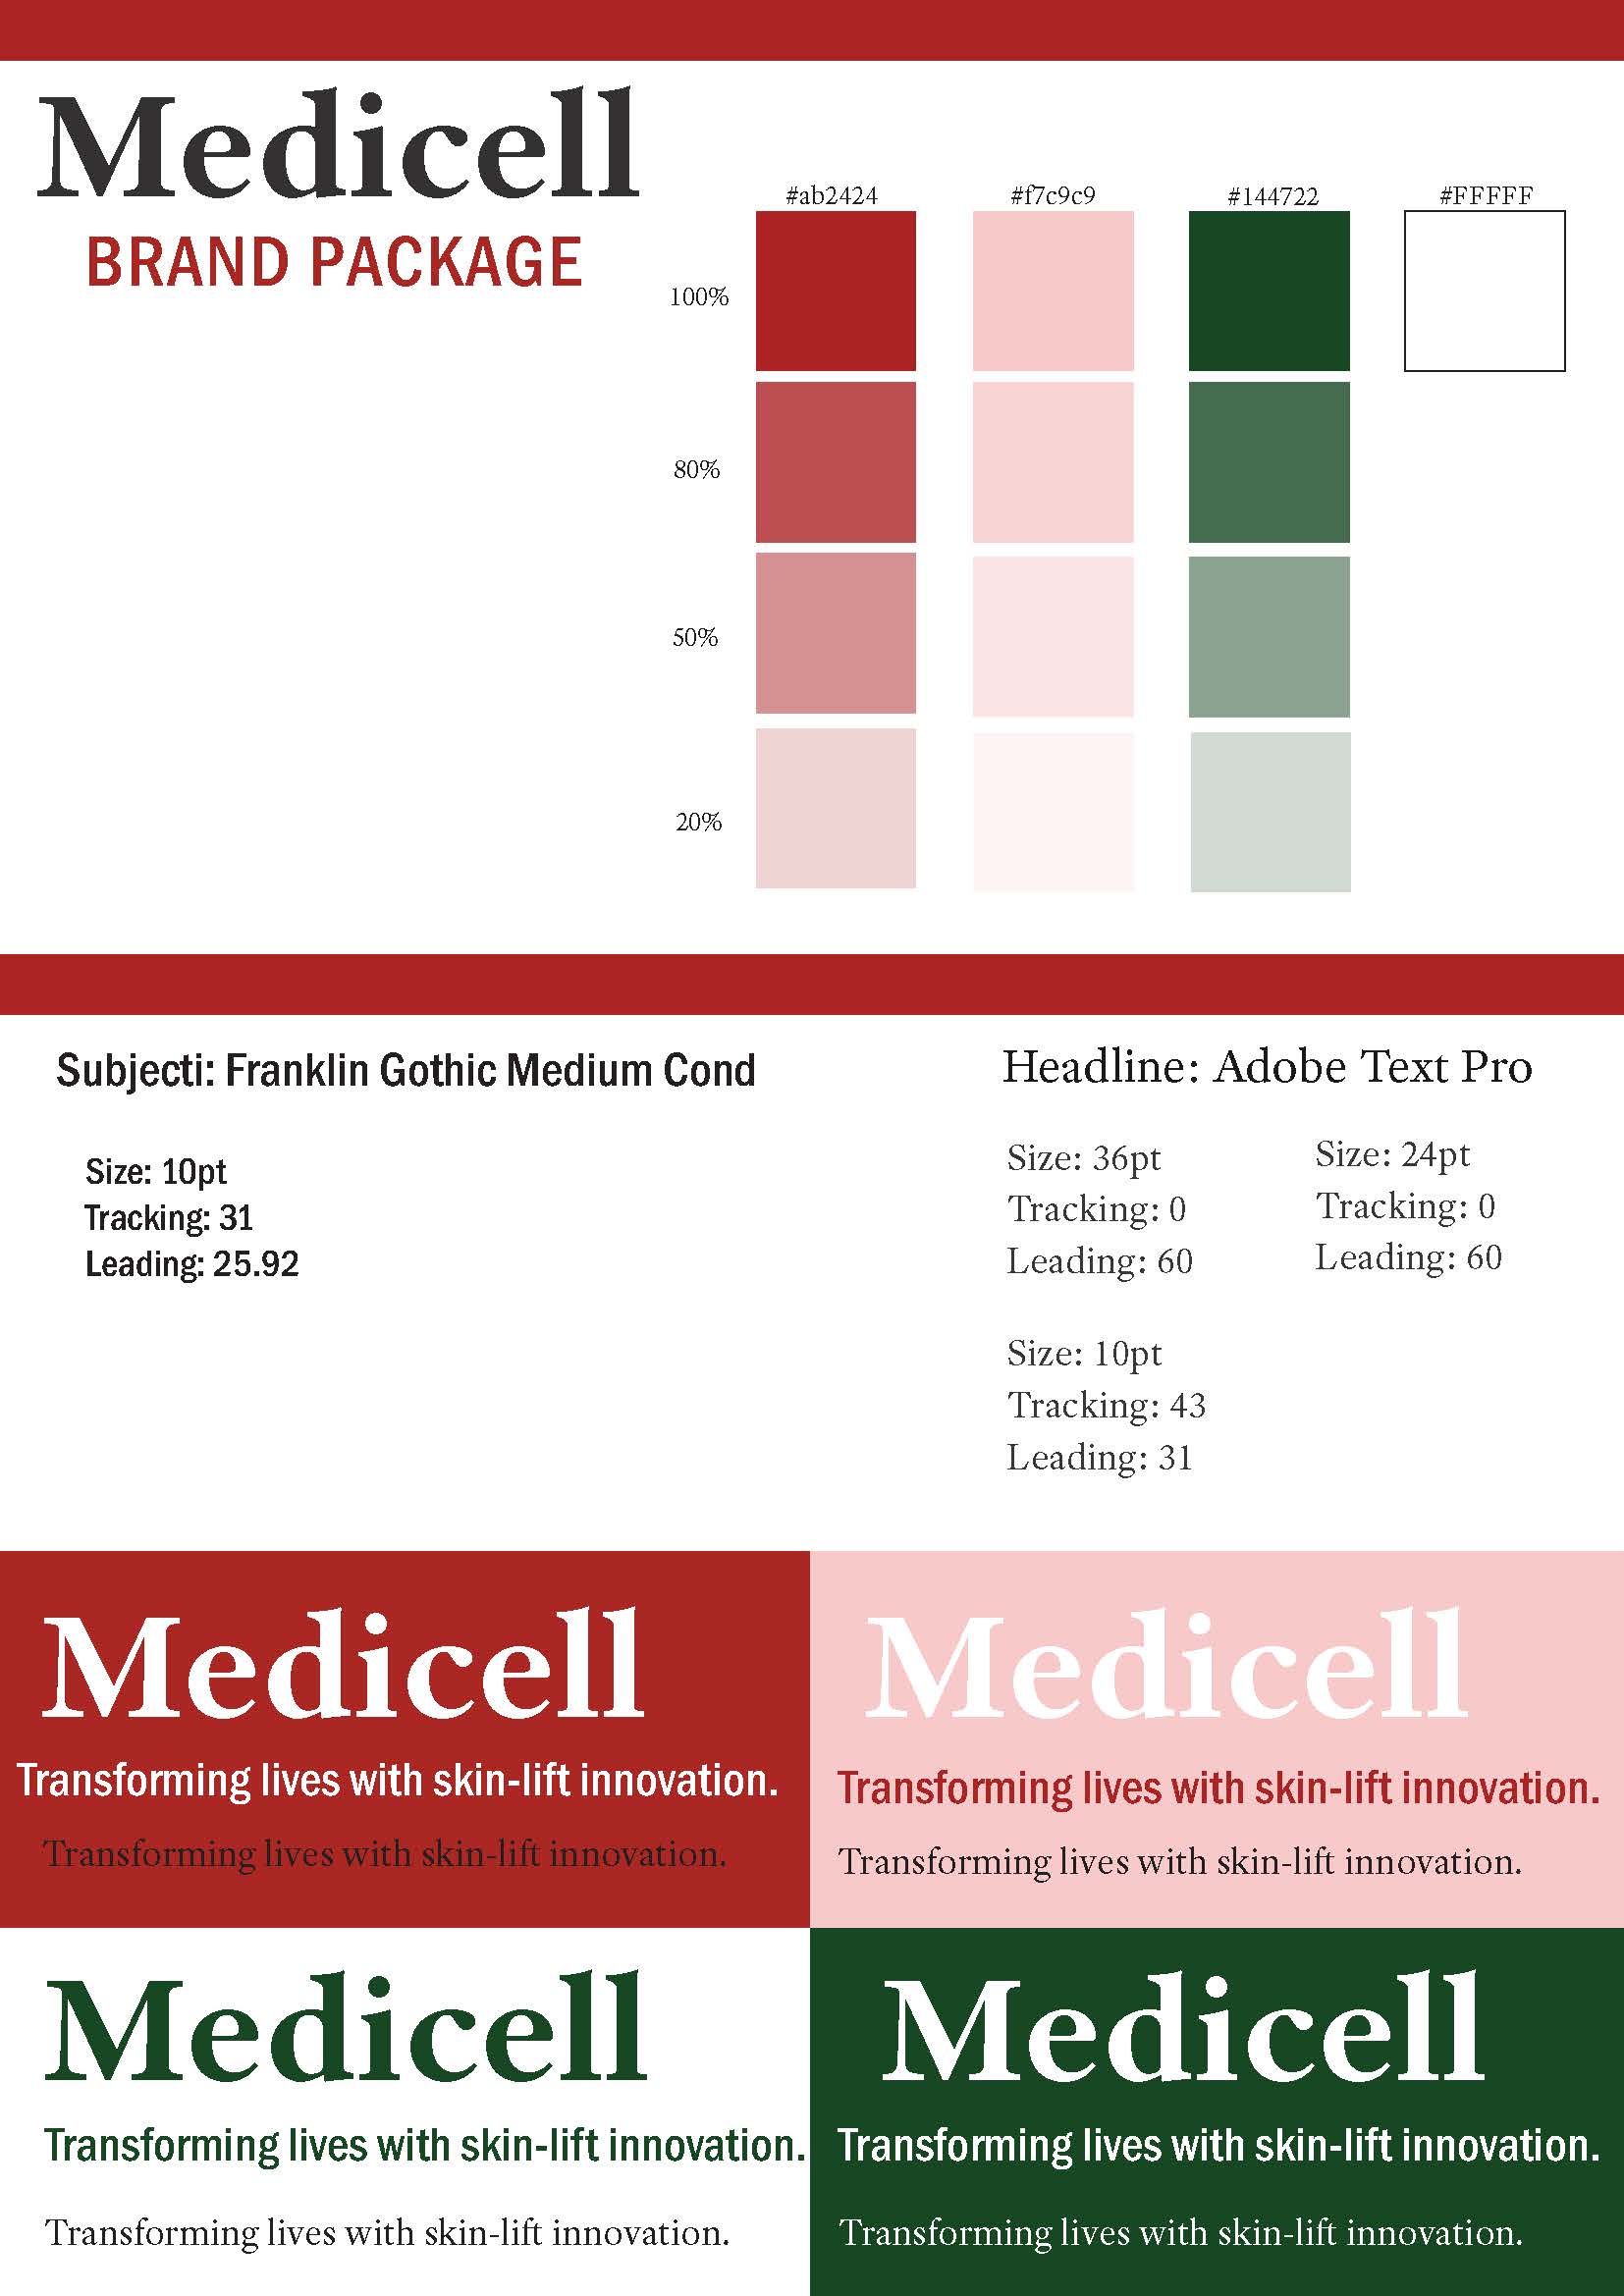 Medicell
BRAND PACKAGE
#ab2424 #f7c9c9 #144722 #FFFFF
100%
80%
50%
20%
Subjecti: Franklin Gothic Medium Cond
Size: 10pt
Tracking: 31
Leading: 25.92
Headline: Adobe Text Pro
Size: 36pt
Tracking: 0
Leading: 60
Size: 24pt
Tracking: 0
Leading: 60
Size: 10pt
Tracking: 43
Leading: 31
Medicell
Transforming lives with skin-lift innovation.
Transforming lives with skin-lift innovation.
Medicell
Transforming lives with skin-lift innovation.
Transforming lives with skin-lift innovation.
Medicell
Transforming lives with skin-lift innovation.
Transforming lives with skin-lift innovation.
Medicell
Transforming lives with skin-lift innovation.
Transforming lives with skin-lift innovation.